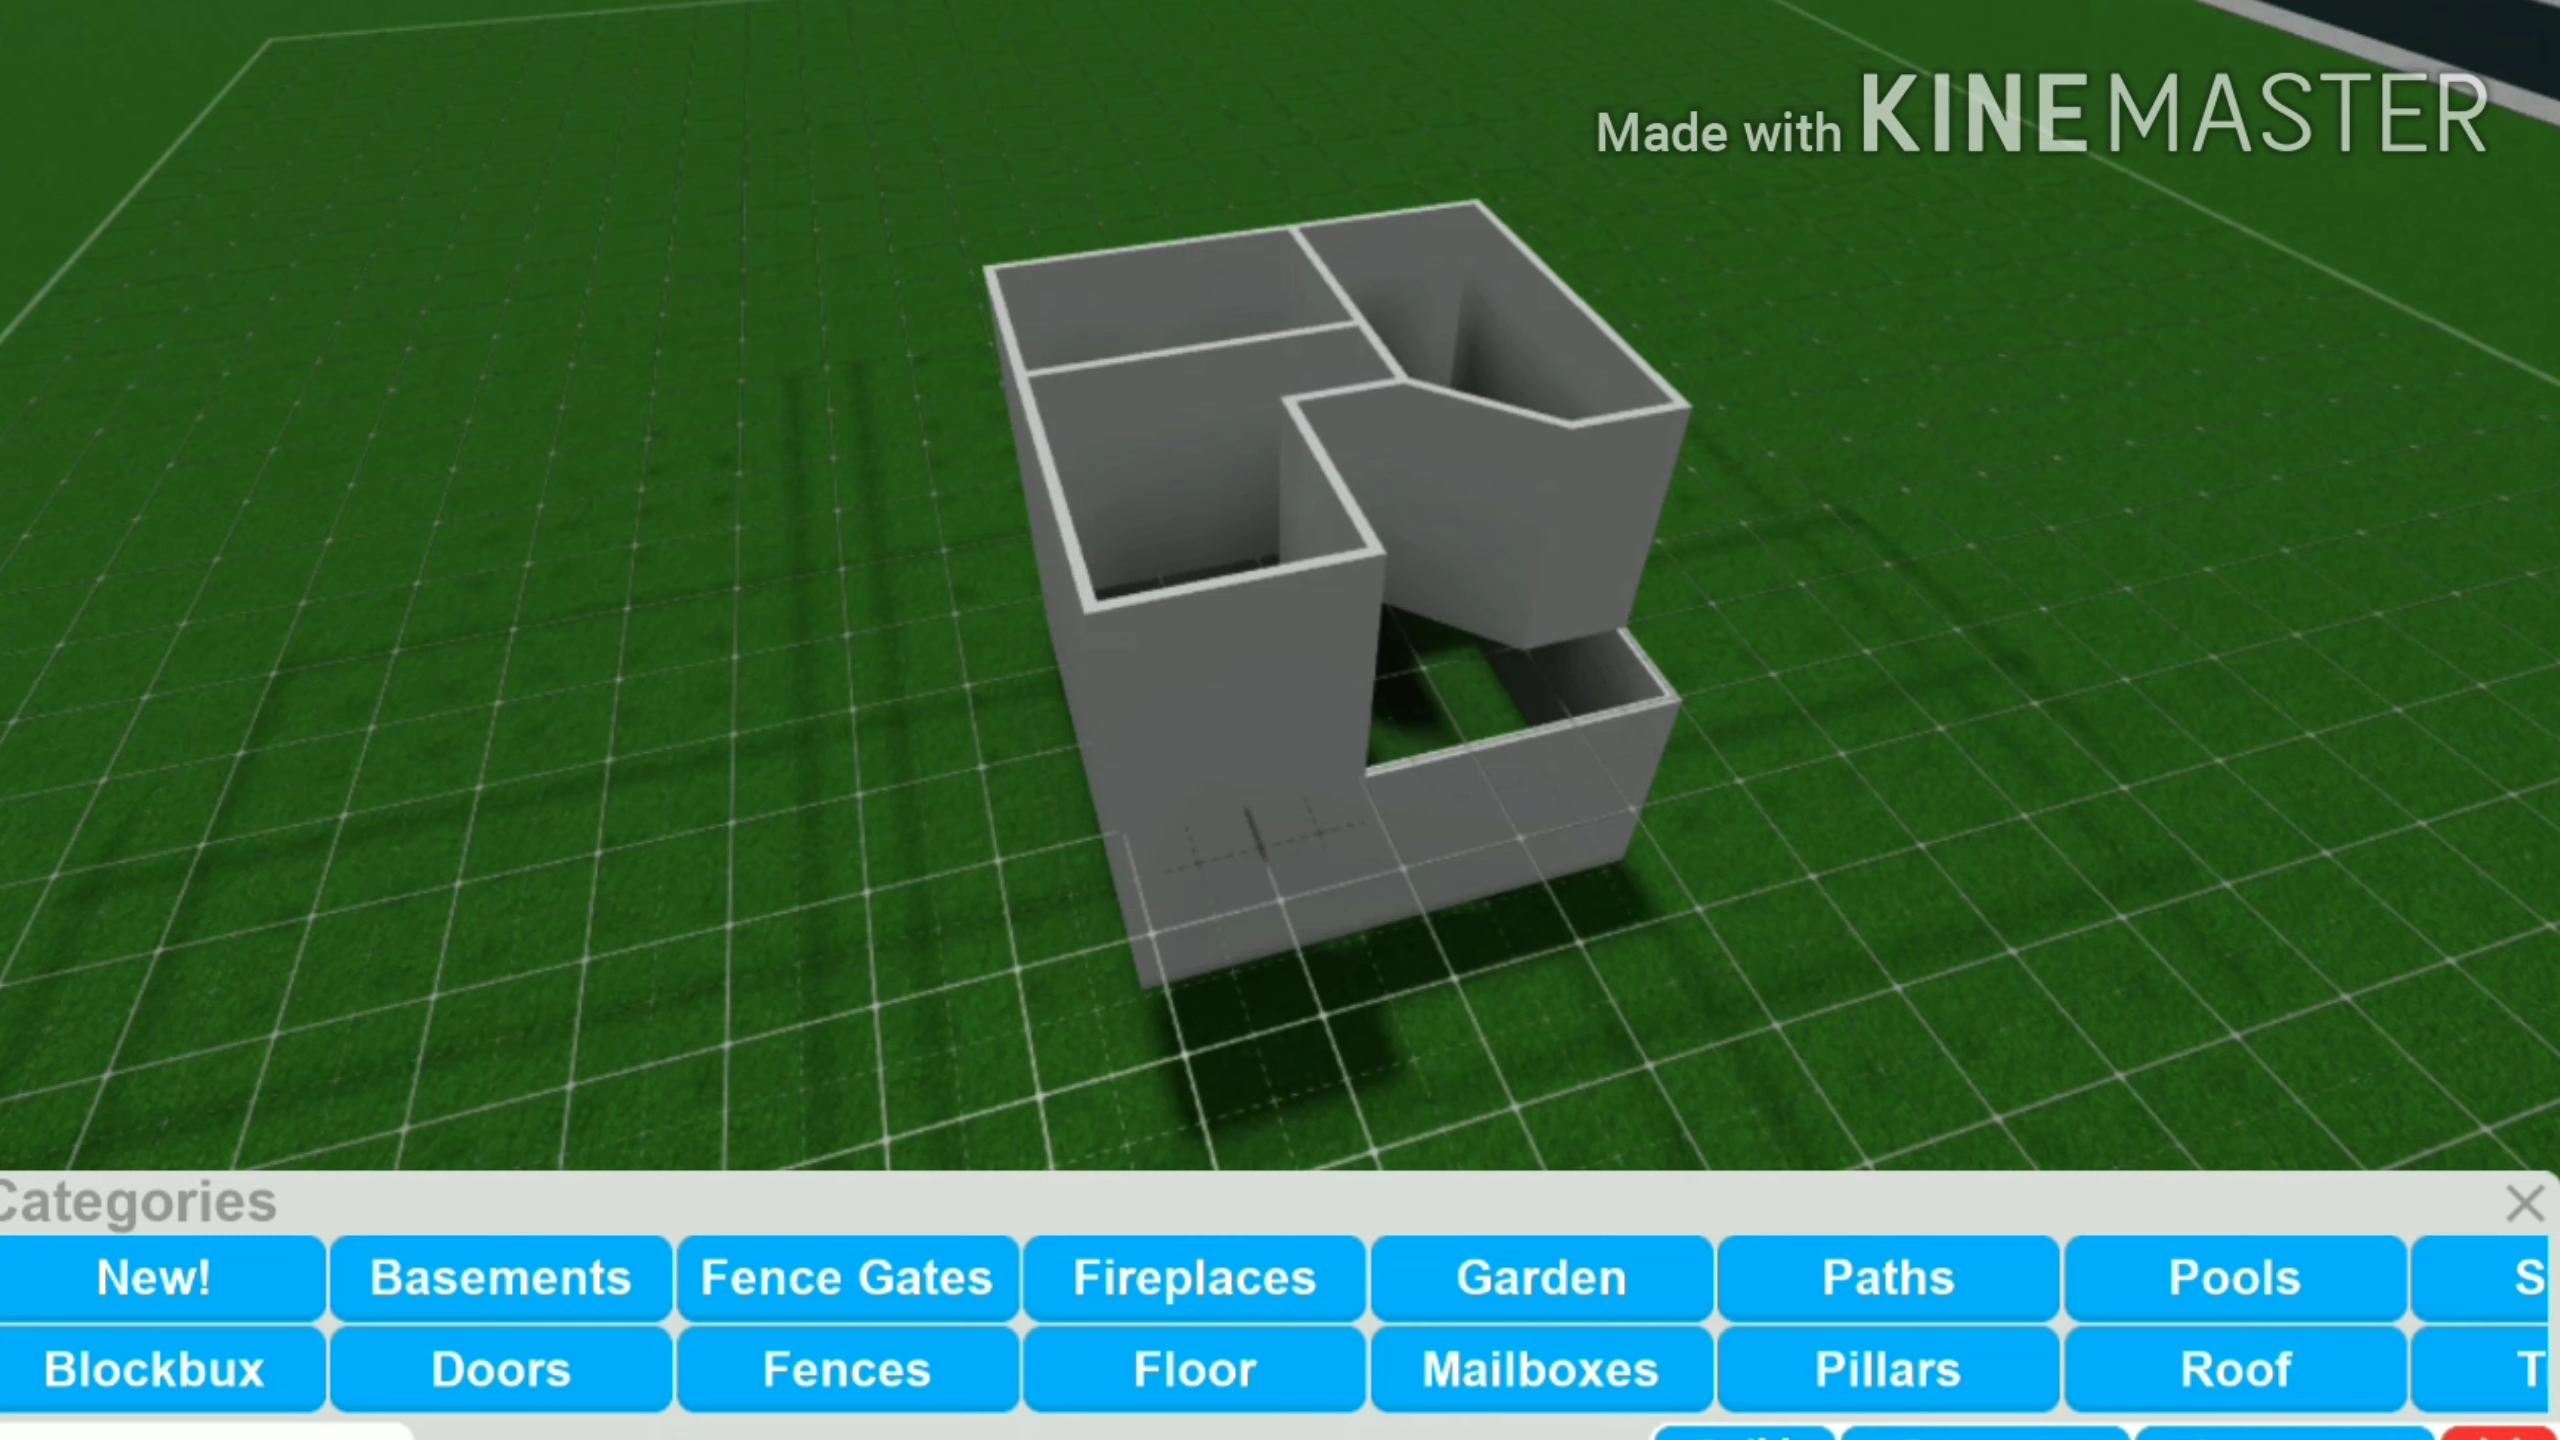 Made with KINEMASTER
Categories
New! Basements Fence Gates Fireplaces Garden Paths Pools S
Blockbux Doors Fences Floor Mailboxes Pillars Roof T